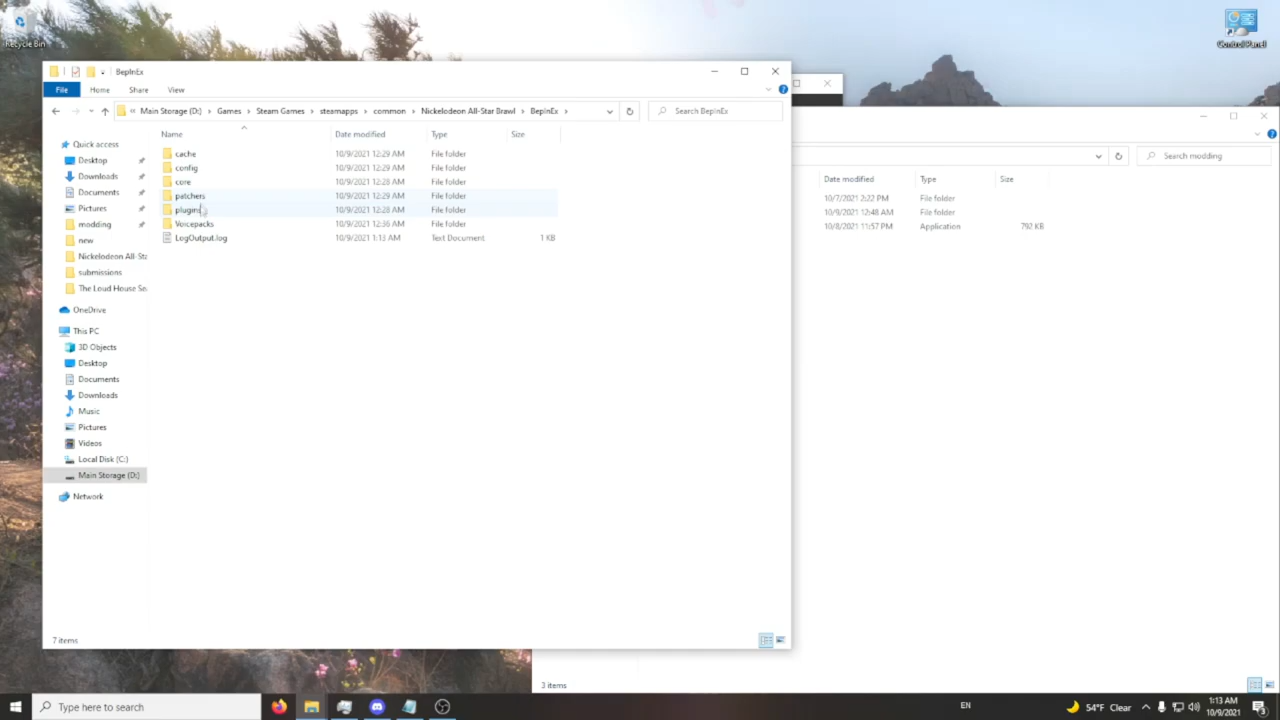 Recycle Bin
Control Panel
BepInEx
File Home Share View
« Main Storage (D:) > Games > Steam Games > steamapps > common > Nickelodeon All-Star Brawl > BepInEx >
Search BepInEx
Name Date modified Type Size
cache 10/9/2021 12:29 AM File folder
config 10/9/2021 12:29 AM File folder
core 10/9/2021 12:28 AM File folder
patchers 10/9/2021 12:29 AM File folder
plugins 10/9/2021 12:28 AM File folder
Voicepacks 10/9/2021 12:36 AM File folder
LogOutput.log 10/9/2021 1:13 AM Text Document 1 KB
Quick access
Desktop
Downloads
Documents
Pictures
modding
new
Nickelodeon All-Sta
submissions
The Loud House Sea
OneDrive
This PC
3D Objects
Desktop
Documents
Downloads
Music
Pictures
Videos
Local Disk (C:)
Main Storage (D:)
Network
7 items
Search modding
Date modified Type Size
10/7/2021 2:22 PM File folder
10/9/2021 12:48 AM File folder
10/8/2021 11:57 PM Application 792 KB
3 items
Type here to search
EN
54°F Clear
1:13 AM
10/9/2021
3